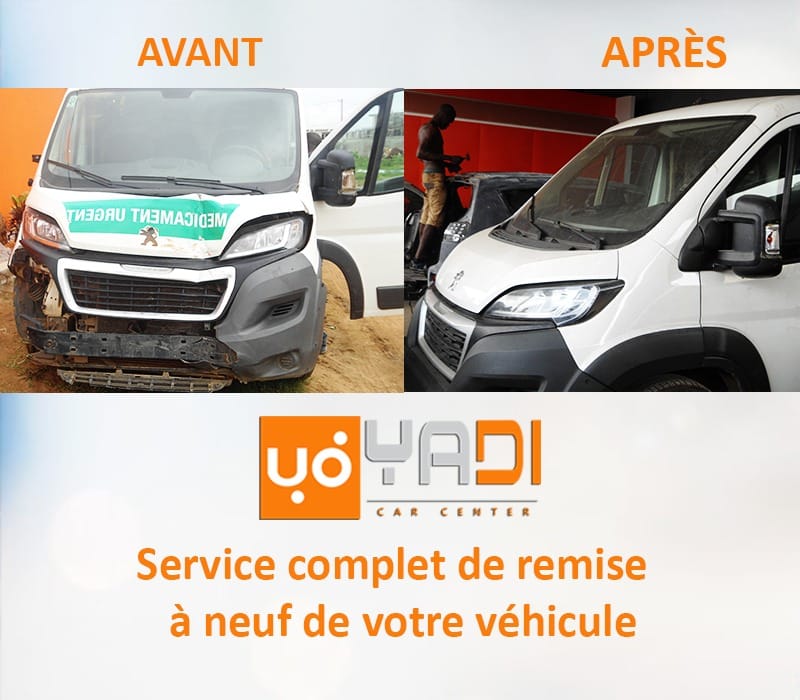 AVANT
APRÈS
MEDICAMENT URGENT
YADI
CAR CENTER
Service complet de remise
à neuf de votre véhicule